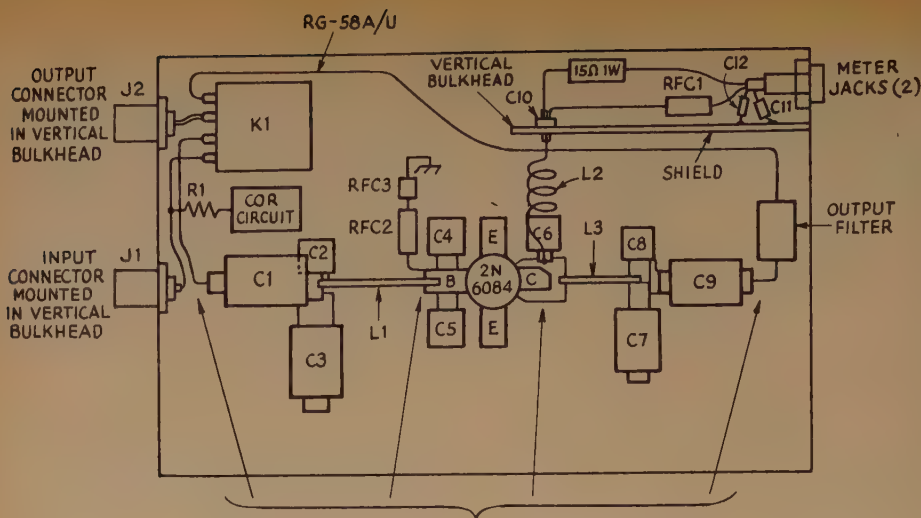 RG-58A/U
OUTPUT
CONNECTOR
MOUNTED
IN VERTICAL
BULKHEAD
J2
K1
VERTICAL
BULKHEAD
C10
15Ω 1W
RFC1
C12
C11
METER
JACKS (2)
SHIELD
L2
R1
COR
CIRCUIT
RFC3
RFC2
OUTPUT
FILTER
INPUT
CONNECTOR
MOUNTED
IN VERTICAL
BULKHEAD
J1
C1
C2
C3
L1
C4
B
C5
E
2N
6084
E
C6
C
L3
C8
C7
C9